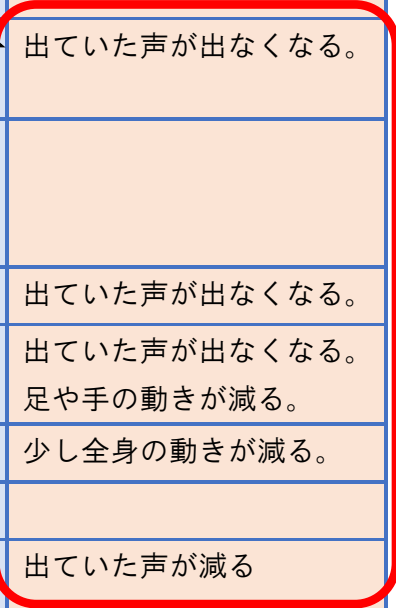 出ていた声が出なくなる。
出ていた声が出なくなる。
出ていた声が出なくなる。
足や手の動きが減る。
少し全身の動きが減る。
出ていた声が減る